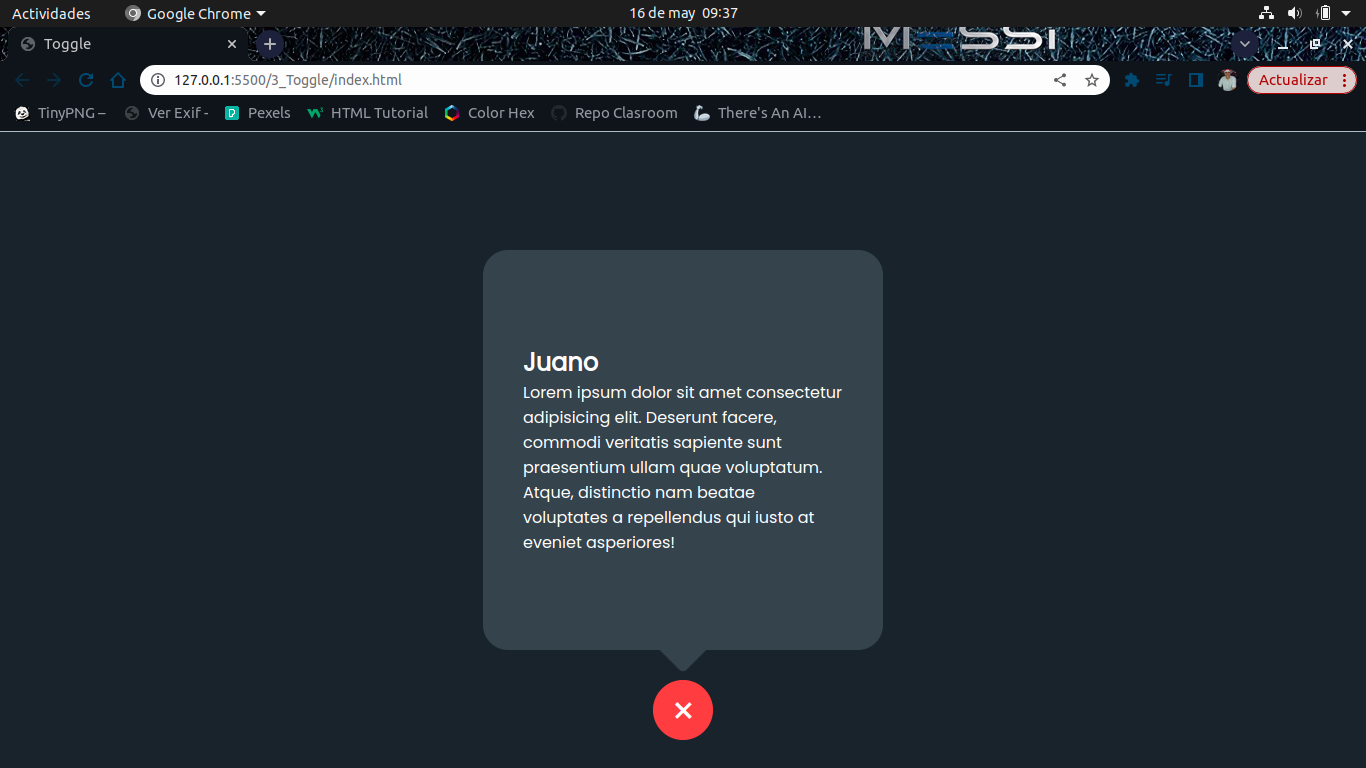 Actividades Google Chrome 16 de may 09:37
MESSI
Toggle
127.0.0.1:5500/3_Toggle/index.html Actualizar
TinyPNG – Ver Exif - Pexels HTML Tutorial Color Hex Repo Clasroom There's An AI...
Juano
Lorem ipsum dolor sit amet consectetur
adipisicing elit. Deserunt facere,
commodi veritatis sapiente sunt
praesentium ullam quae voluptatum.
Atque, distinctio nam beatae
voluptates a repellendus qui iusto at
eveniet asperiores!